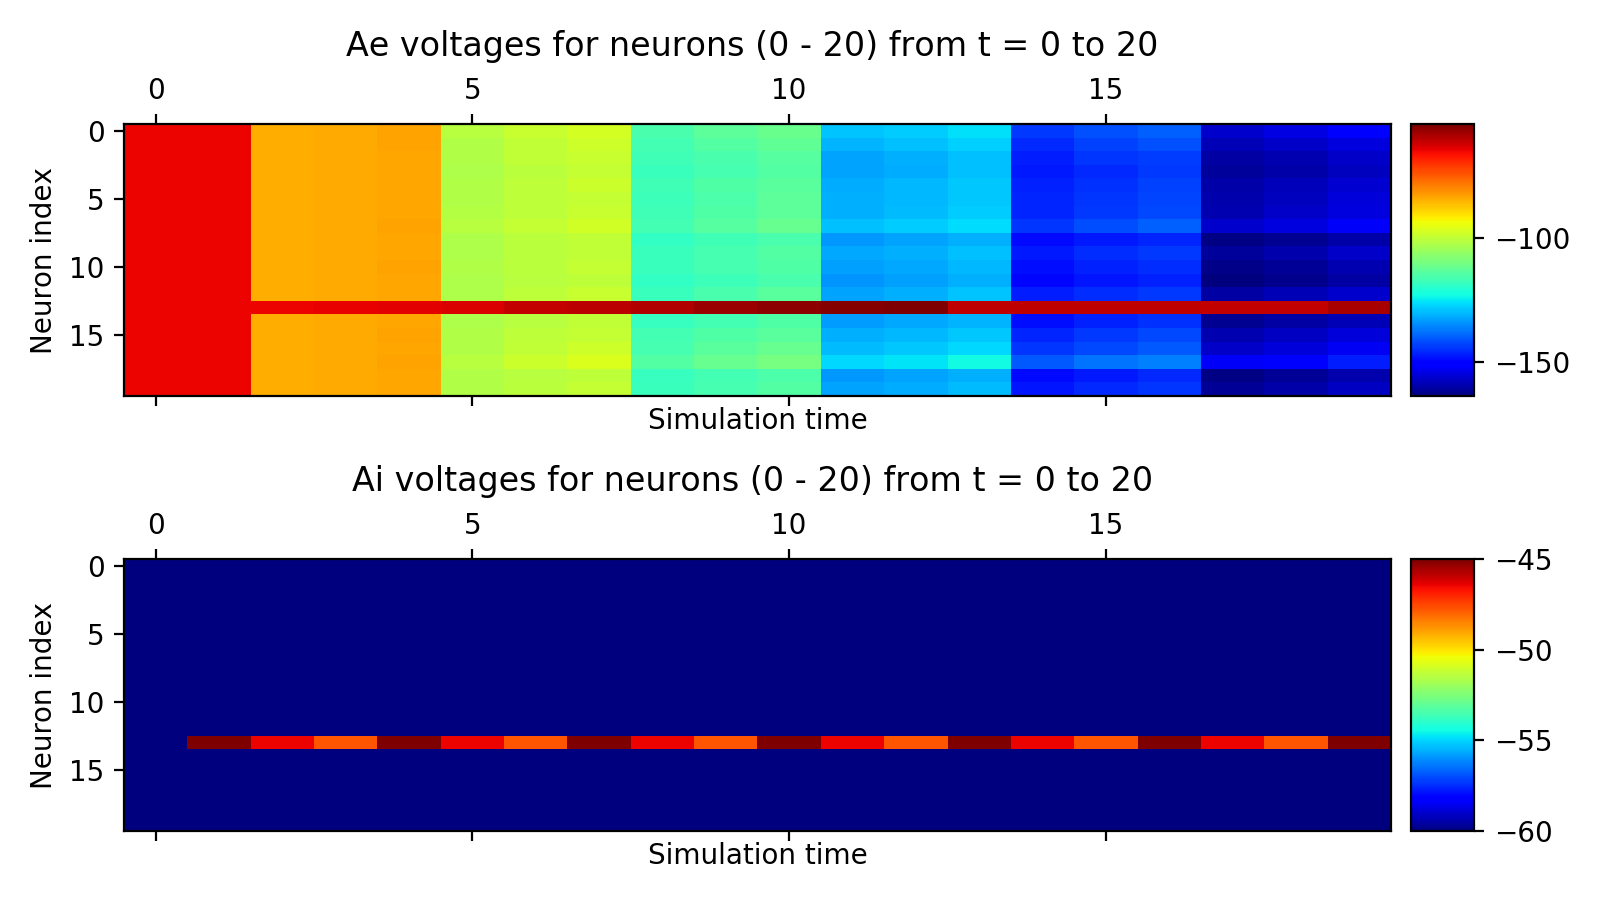 Ae voltages for neurons (0 - 20) from t = 0 to 20
0 5 10 15
Neuron index
0
5
10
15
Simulation time
−100
−150
Ai voltages for neurons (0 - 20) from t = 0 to 20
0 5 10 15
Neuron index
0
5
10
15
Simulation time
−45
−50
−55
−60